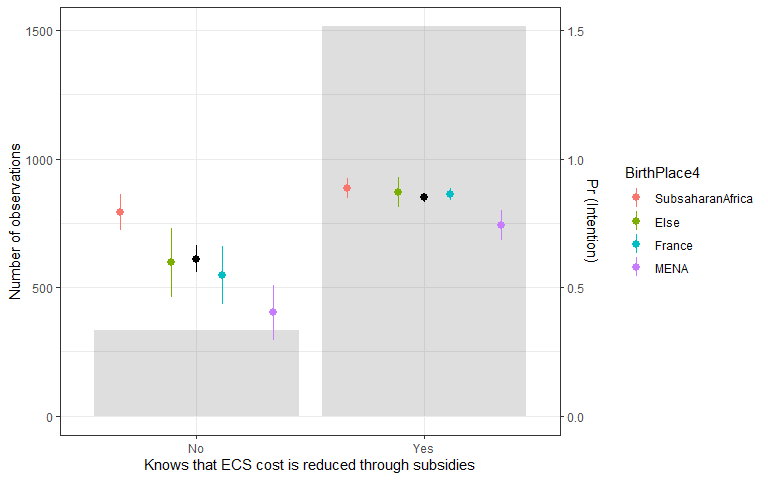 1500
1000
500
0
Number of observations
1.5
1.0
0.5
0.0
Pr (Intention)
No
Yes
Knows that ECS cost is reduced through subsidies
BirthPlace4
SubsaharanAfrica
Else
France
MENA